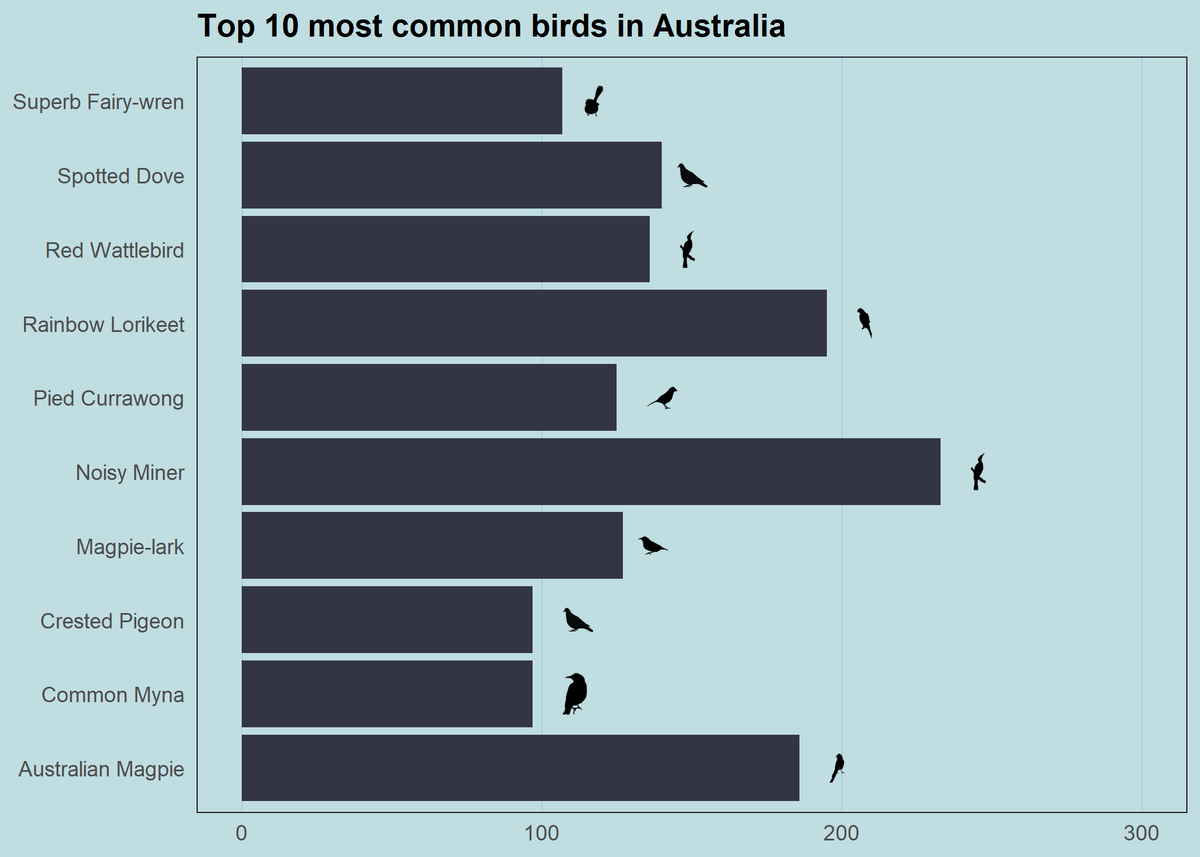 Top 10 most common birds in Australia
Superb Fairy-wren
Spotted Dove
Red Wattlebird
Rainbow Lorikeet
Pied Currawong
Noisy Miner
Magpie-lark
Crested Pigeon
Common Myna
Australian Magpie
0 100 200 300